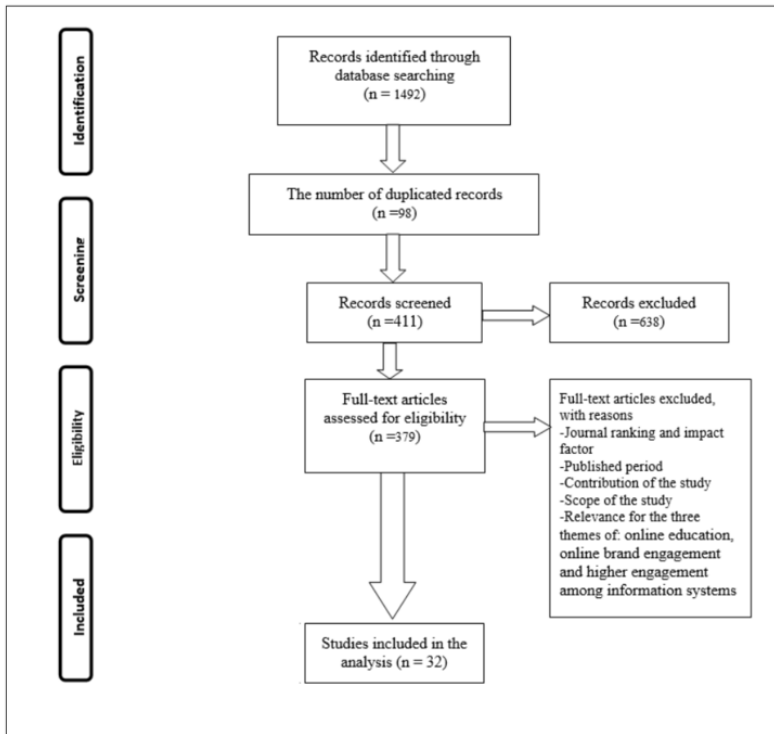 Identification
Records identified through
database searching
(n = 1492)
The number of duplicated records
(n =98)
Screening
Records screened
(n =411)
Records excluded
(n =638)
Eligibility
Full-text articles
assessed for eligibility
(n =379)
Full-text articles excluded,
with reasons
-Journal ranking and impact
factor
-Published period
-Contribution of the study
-Scope of the study
-Relevance for the three
themes of: online education,
online brand engagement
and higher engagement
among information systems
Included
Studies included in the
analysis (n = 32)